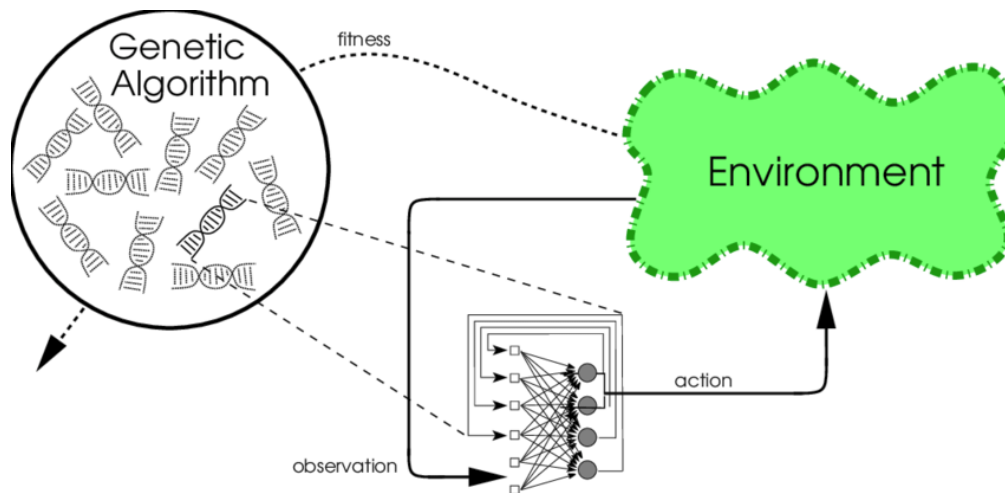 Genetic
Algorithm
fitness
Environment
action
observation